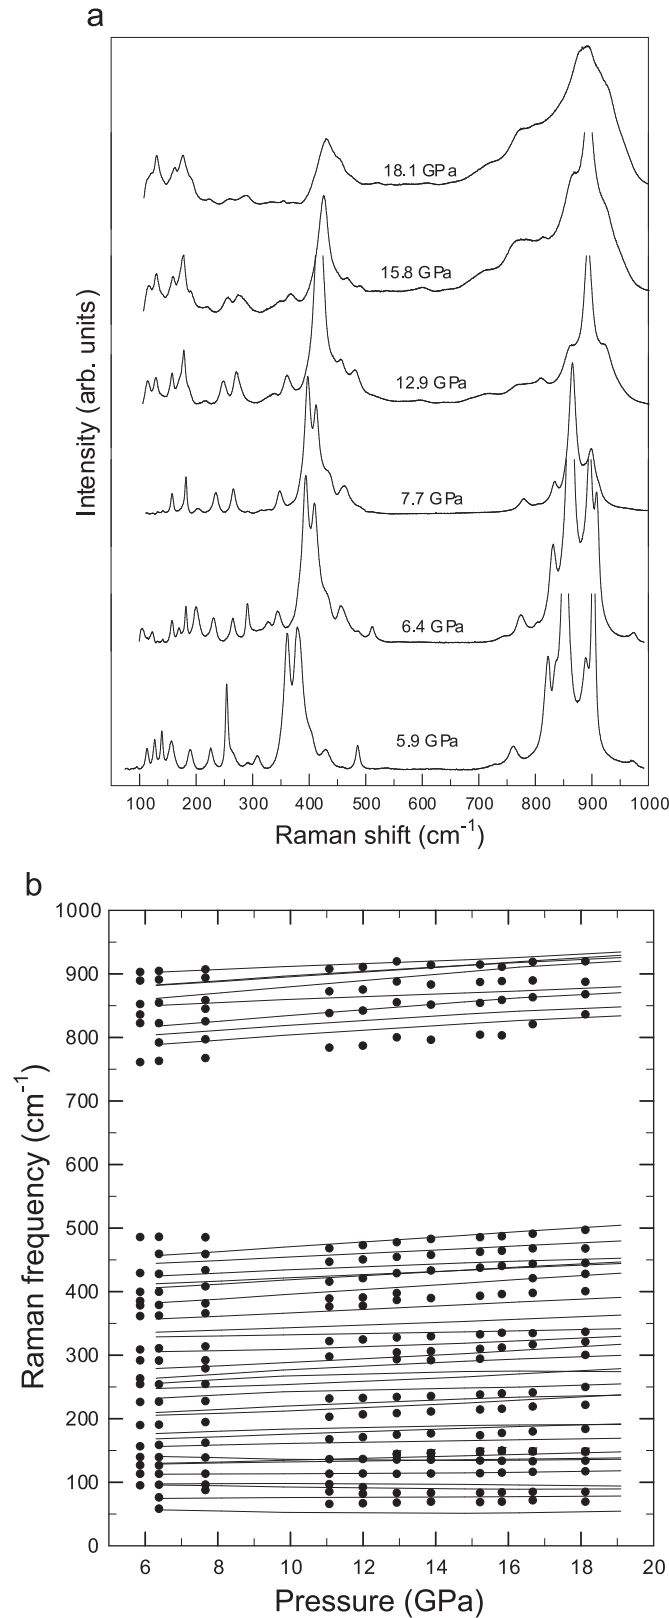 a
Intensity (arb. units)
18.1 GPa
15.8 GPa
12.9 GPa
7.7 GPa
6.4 GPa
5.9 GPa
100 200 300 400 500 600 700 800 900 1000
Raman shift (cm-1)
b
Raman frequency (cm-1)
1000
900
800
700
600
500
400
300
200
100
0
6 8 10 12 14 16 18 20
Pressure (GPa)